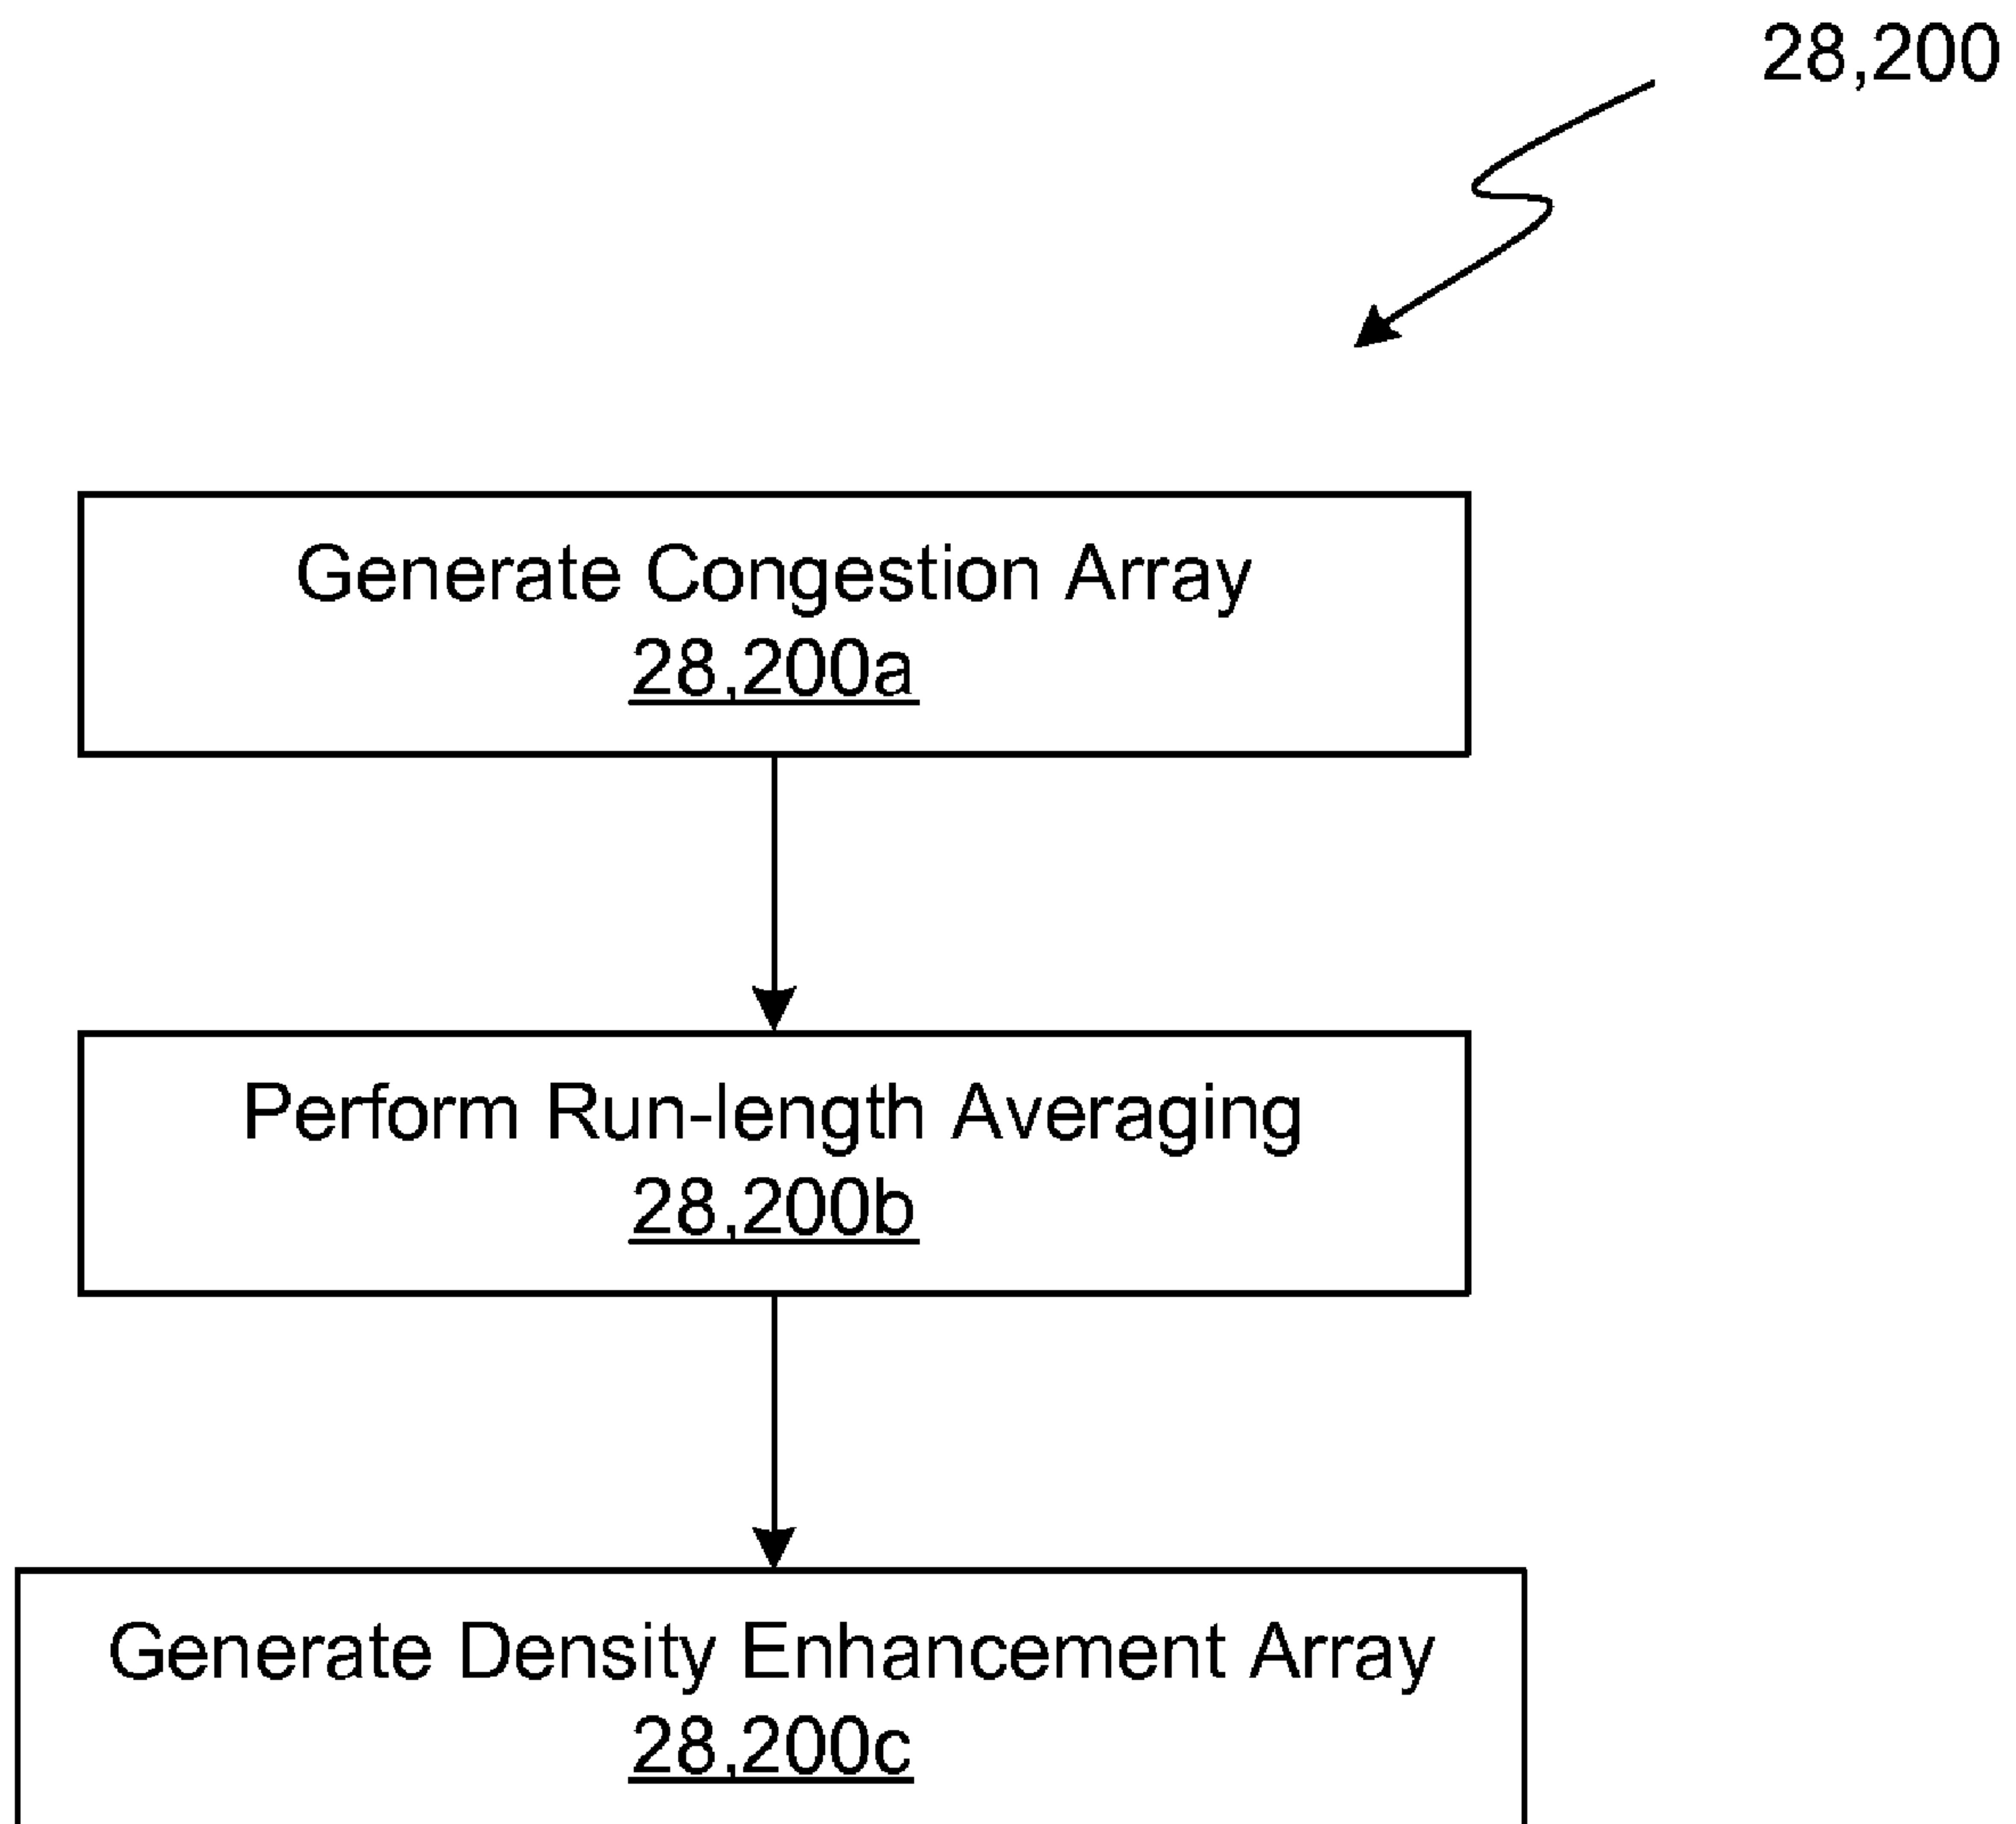 28,200
Generate Congestion Array
28,200a
Perform Run-length Averaging
28,200b
Generate Density Enhancement Array
28,200c